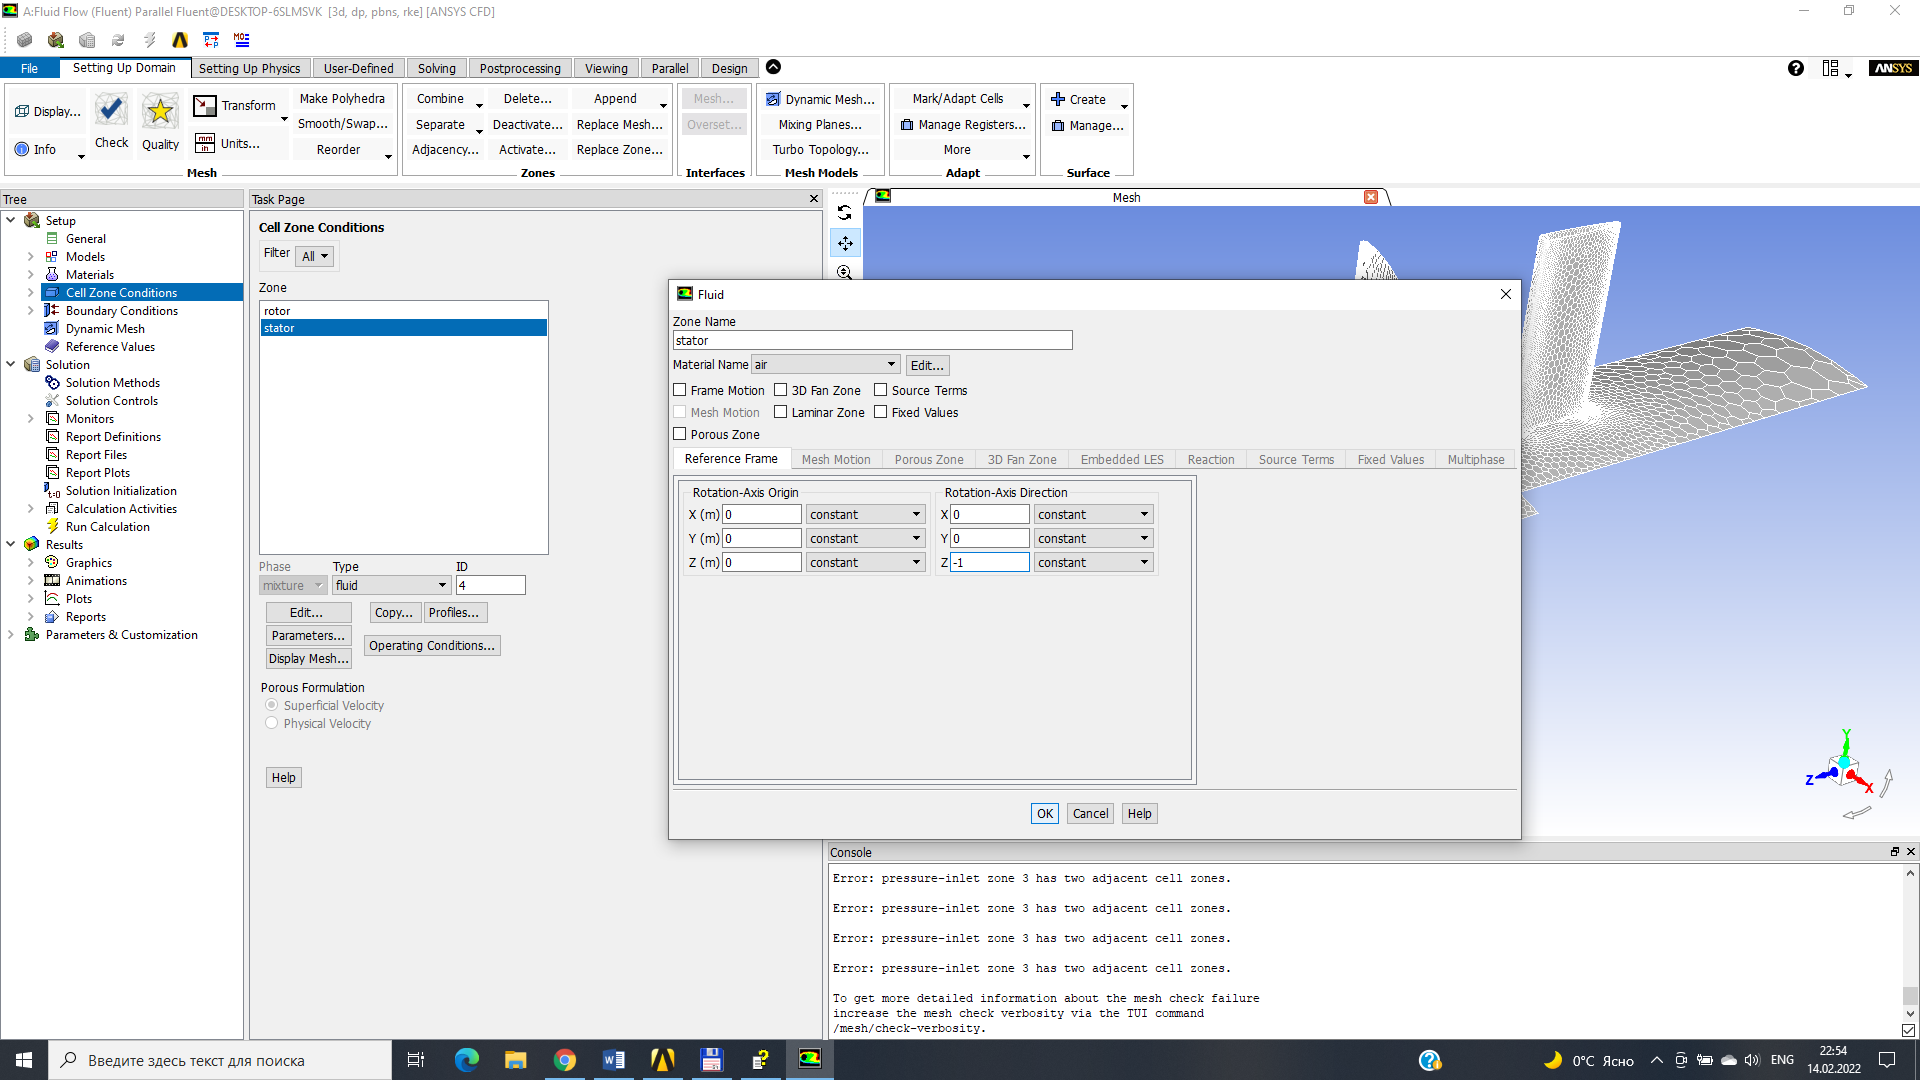 A:Fluid Flow (Fluent) Parallel Fluent@DESKTOP-6SLMSVK [3d, dp, pbns, rke] [ANSYS CFD]
File Setting Up Domain Setting Up Physics User-Defined Solving Postprocessing Viewing Parallel Design
ANSYS
Display...
Info
Check
Quality
Transform
Units...
Make Polyhedra
Smooth/Swap...
Reorder
Mesh
Combine
Separate
Adjacency...
Delete...
Deactivate...
Activate...
Append
Replace Mesh...
Replace Zone...
Zones
Mesh...
Overset...
Interfaces
Dynamic Mesh...
Mixing Planes...
Turbo Topology...
Mesh Models
Mark/Adapt Cells
Manage Registers...
More
Adapt
Create
Manage...
Surface
Tree
Setup
General
Models
Materials
Cell Zone Conditions
Boundary Conditions
Dynamic Mesh
Reference Values
Solution
Solution Methods
Solution Controls
Monitors
Report Definitions
Report Files
Report Plots
Solution Initialization
Calculation Activities
Run Calculation
Results
Graphics
Animations
Plots
Reports
Parameters & Customization
Task Page
Cell Zone Conditions
Filter All
Zone
rotor
stator
Phase Type ID
mixture fluid 4
Edit... Copy... Profiles...
Parameters... Operating Conditions...
Display Mesh...
Porous Formulation
Superficial Velocity
Physical Velocity
Help
Mesh
Fluid
Zone Name
stator
Material Name air Edit...
Frame Motion 3D Fan Zone Source Terms
Mesh Motion Laminar Zone Fixed Values
Porous Zone
Reference Frame Mesh Motion Porous Zone 3D Fan Zone Embedded LES Reaction Source Terms Fixed Values Multiphase
Rotation-Axis Origin Rotation-Axis Direction
X (m) 0 constant X 0 constant
Y (m) 0 constant Y 0 constant
Z (m) 0 constant Z -1 constant
OK Cancel Help
Y
Z
X
Console
Error: pressure-inlet zone 3 has two adjacent cell zones.
Error: pressure-inlet zone 3 has two adjacent cell zones.
Error: pressure-inlet zone 3 has two adjacent cell zones.
Error: pressure-inlet zone 3 has two adjacent cell zones.
To get more detailed information about the mesh check failure
increase the mesh check verbosity via the TUI command
/mesh/check-verbosity.
Введите здесь текст для поиска
0°C Ясно
ENG
22:54
14.02.2022